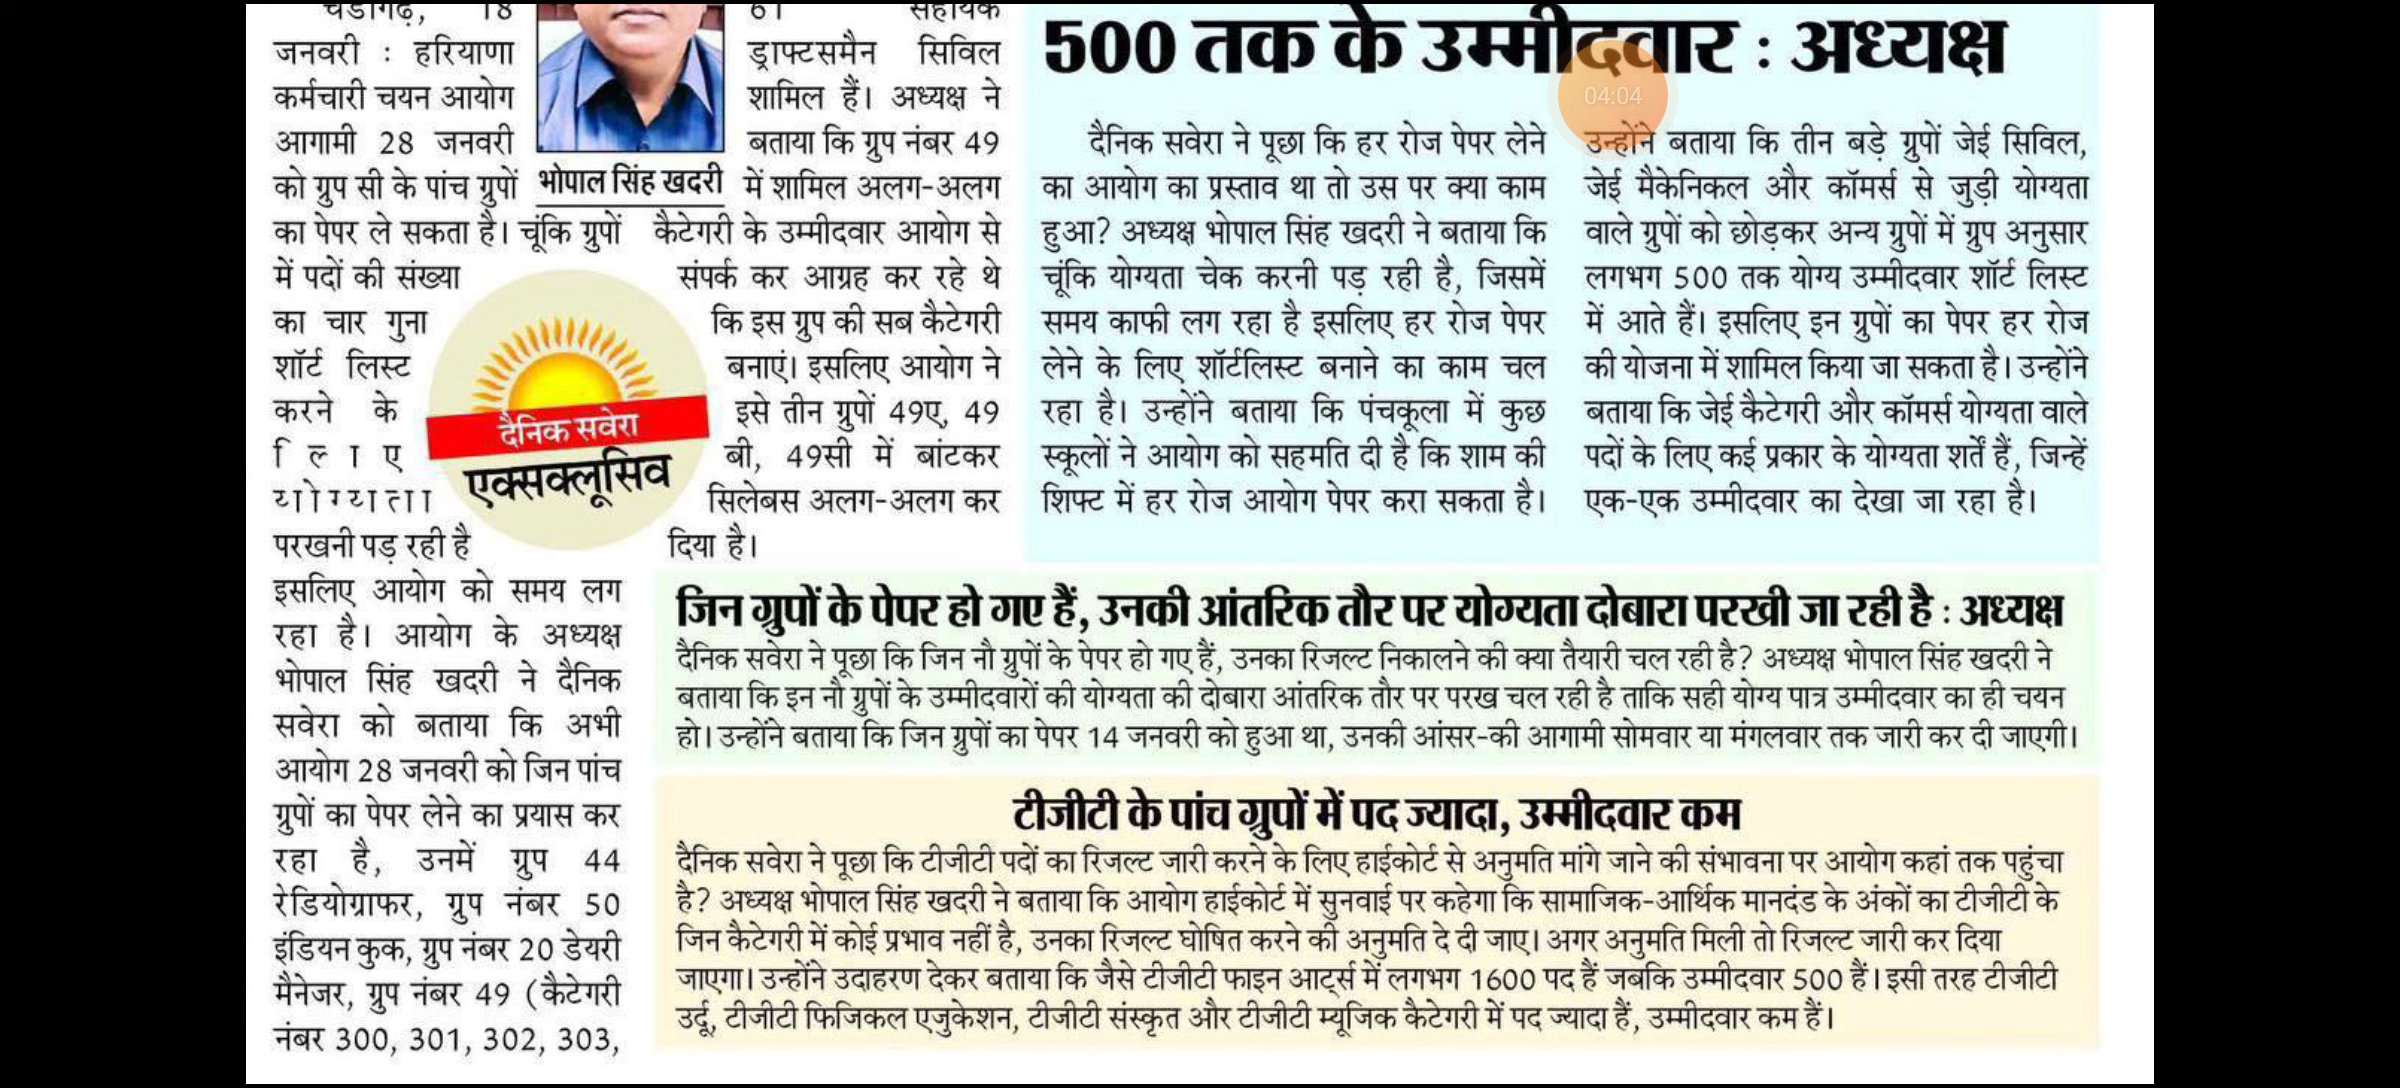 चंडीगढ़, 18
जनवरी : हरियाणा
कर्मचारी चयन आयोग
आगामी 28 जनवरी
को ग्रुप सी के पांच ग्रुपों
का पेपर ले सकता है। चूंकि ग्रुपों
में पदों की संख्या
का चार गुना
शॉर्ट लिस्ट
करने के
लिए
योग्यता
परखनी पड़ रही है
इसलिए आयोग को समय लग
रहा है। आयोग के अध्यक्ष
भोपाल सिंह खदरी ने दैनिक
सवेरा को बताया कि अभी
आयोग 28 जनवरी को जिन पांच
ग्रुपों का पेपर लेने का प्रयास कर
रहा है, उनमें ग्रुप 44
रेडियोग्राफर, ग्रुप नंबर 50
इंडियन कुक, ग्रुप नंबर 20 डेयरी
मैनेजर, ग्रुप नंबर 49 (कैटेगरी
नंबर 300, 301, 302, 303,
भोपाल सिंह खदरी
दैनिक सवेरा
एक्सक्लूसिव
61 सहायक
ड्राफ्टसमैन सिविल
शामिल हैं। अध्यक्ष ने
बताया कि ग्रुप नंबर 49
में शामिल अलग-अलग
कैटेगरी के उम्मीदवार आयोग से
संपर्क कर आग्रह कर रहे थे
कि इस ग्रुप की सब कैटेगरी
बनाएं। इसलिए आयोग ने
इसे तीन ग्रुपों 49ए, 49
बी, 49सी में बांटकर
सिलेबस अलग-अलग कर
दिया है।
500 तक के उम्मीदवार : अध्यक्ष
04:04
दैनिक सवेरा ने पूछा कि हर रोज पेपर लेने
का आयोग का प्रस्ताव था तो उस पर क्या काम
हुआ? अध्यक्ष भोपाल सिंह खदरी ने बताया कि
चूंकि योग्यता चेक करनी पड़ रही है, जिसमें
समय काफी लग रहा है इसलिए हर रोज पेपर
लेने के लिए शॉर्टलिस्ट बनाने का काम चल
रहा है। उन्होंने बताया कि पंचकूला में कुछ
स्कूलों ने आयोग को सहमति दी है कि शाम की
शिफ्ट में हर रोज आयोग पेपर करा सकता है।
उन्होंने बताया कि तीन बड़े ग्रुपों जेई सिविल,
जेई मैकेनिकल और कॉमर्स से जुड़ी योग्यता
वाले ग्रुपों को छोड़कर अन्य ग्रुपों में ग्रुप अनुसार
लगभग 500 तक योग्य उम्मीदवार शॉर्ट लिस्ट
में आते हैं। इसलिए इन ग्रुपों का पेपर हर रोज
की योजना में शामिल किया जा सकता है। उन्होंने
बताया कि जेई कैटेगरी और कॉमर्स योग्यता वाले
पदों के लिए कई प्रकार के योग्यता शर्तें हैं, जिन्हें
एक-एक उम्मीदवार का देखा जा रहा है।
जिन ग्रुपों के पेपर हो गए हैं, उनकी आंतरिक तौर पर योग्यता दोबारा परखी जा रही है : अध्यक्ष
दैनिक सवेरा ने पूछा कि जिन नौ ग्रुपों के पेपर हो गए हैं, उनका रिजल्ट निकालने की क्या तैयारी चल रही है? अध्यक्ष भोपाल सिंह खदरी ने
बताया कि इन नौ ग्रुपों के उम्मीदवारों की योग्यता की दोबारा आंतरिक तौर पर परख चल रही है ताकि सही योग्य पात्र उम्मीदवार का ही चयन
हो। उन्होंने बताया कि जिन ग्रुपों का पेपर 14 जनवरी को हुआ था, उनकी आंसर-की आगामी सोमवार या मंगलवार तक जारी कर दी जाएगी।
टीजीटी के पांच ग्रुपों में पद ज्यादा, उम्मीदवार कम
दैनिक सवेरा ने पूछा कि टीजीटी पदों का रिजल्ट जारी करने के लिए हाईकोर्ट से अनुमति मांगे जाने की संभावना पर आयोग कहां तक पहुंचा
है? अध्यक्ष भोपाल सिंह खदरी ने बताया कि आयोग हाईकोर्ट में सुनवाई पर कहेगा कि सामाजिक-आर्थिक मानदंड के अंकों का टीजीटी के
जिन कैटेगरी में कोई प्रभाव नहीं है, उनका रिजल्ट घोषित करने की अनुमति दे दी जाए। अगर अनुमति मिली तो रिजल्ट जारी कर दिया
जाएगा। उन्होंने उदाहरण देकर बताया कि जैसे टीजीटी फाइन आर्ट्स में लगभग 1600 पद हैं जबकि उम्मीदवार 500 हैं। इसी तरह टीजीटी
उर्दू, टीजीटी फिजिकल एजुकेशन, टीजीटी संस्कृत और टीजीटी म्यूजिक कैटेगरी में पद ज्यादा हैं, उम्मीदवार कम हैं।